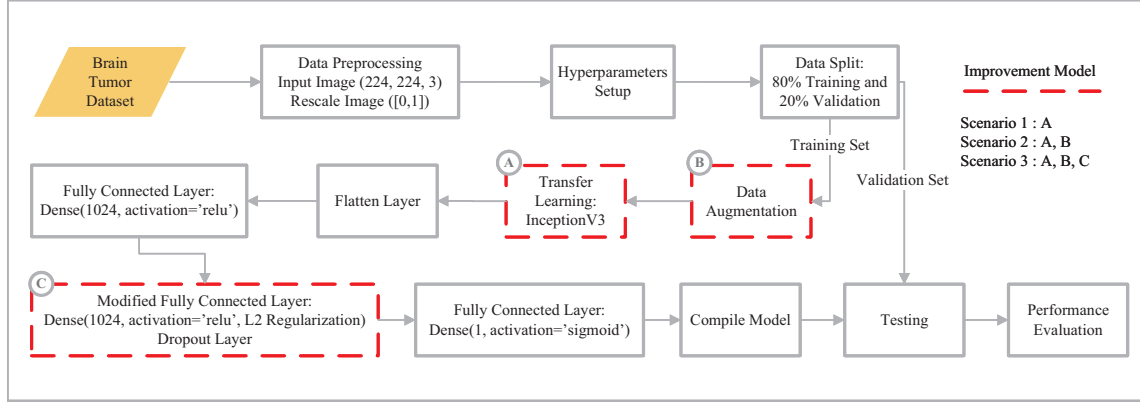 Brain
Tumor
Dataset
Data Preprocessing
Input Image (224, 224, 3)
Rescale Image ([0,1])
Hyperparameters
Setup
Data Split:
80% Training and
20% Validation
Improvement Model
Scenario 1 : A
Scenario 2 : A, B
Scenario 3 : A, B, C
Training Set
Validation Set
Fully Connected Layer:
Dense(1024, activation=’relu’)
Flatten Layer
A
Transfer
Learning:
InceptionV3
B
Data
Augmentation
C
Modified Fully Connected Layer:
Dense(1024, activation=’relu’, L2 Regularization)
Dropout Layer
Fully Connected Layer:
Dense(1, activation=’sigmoid’)
Compile Model
Testing
Performance
Evaluation